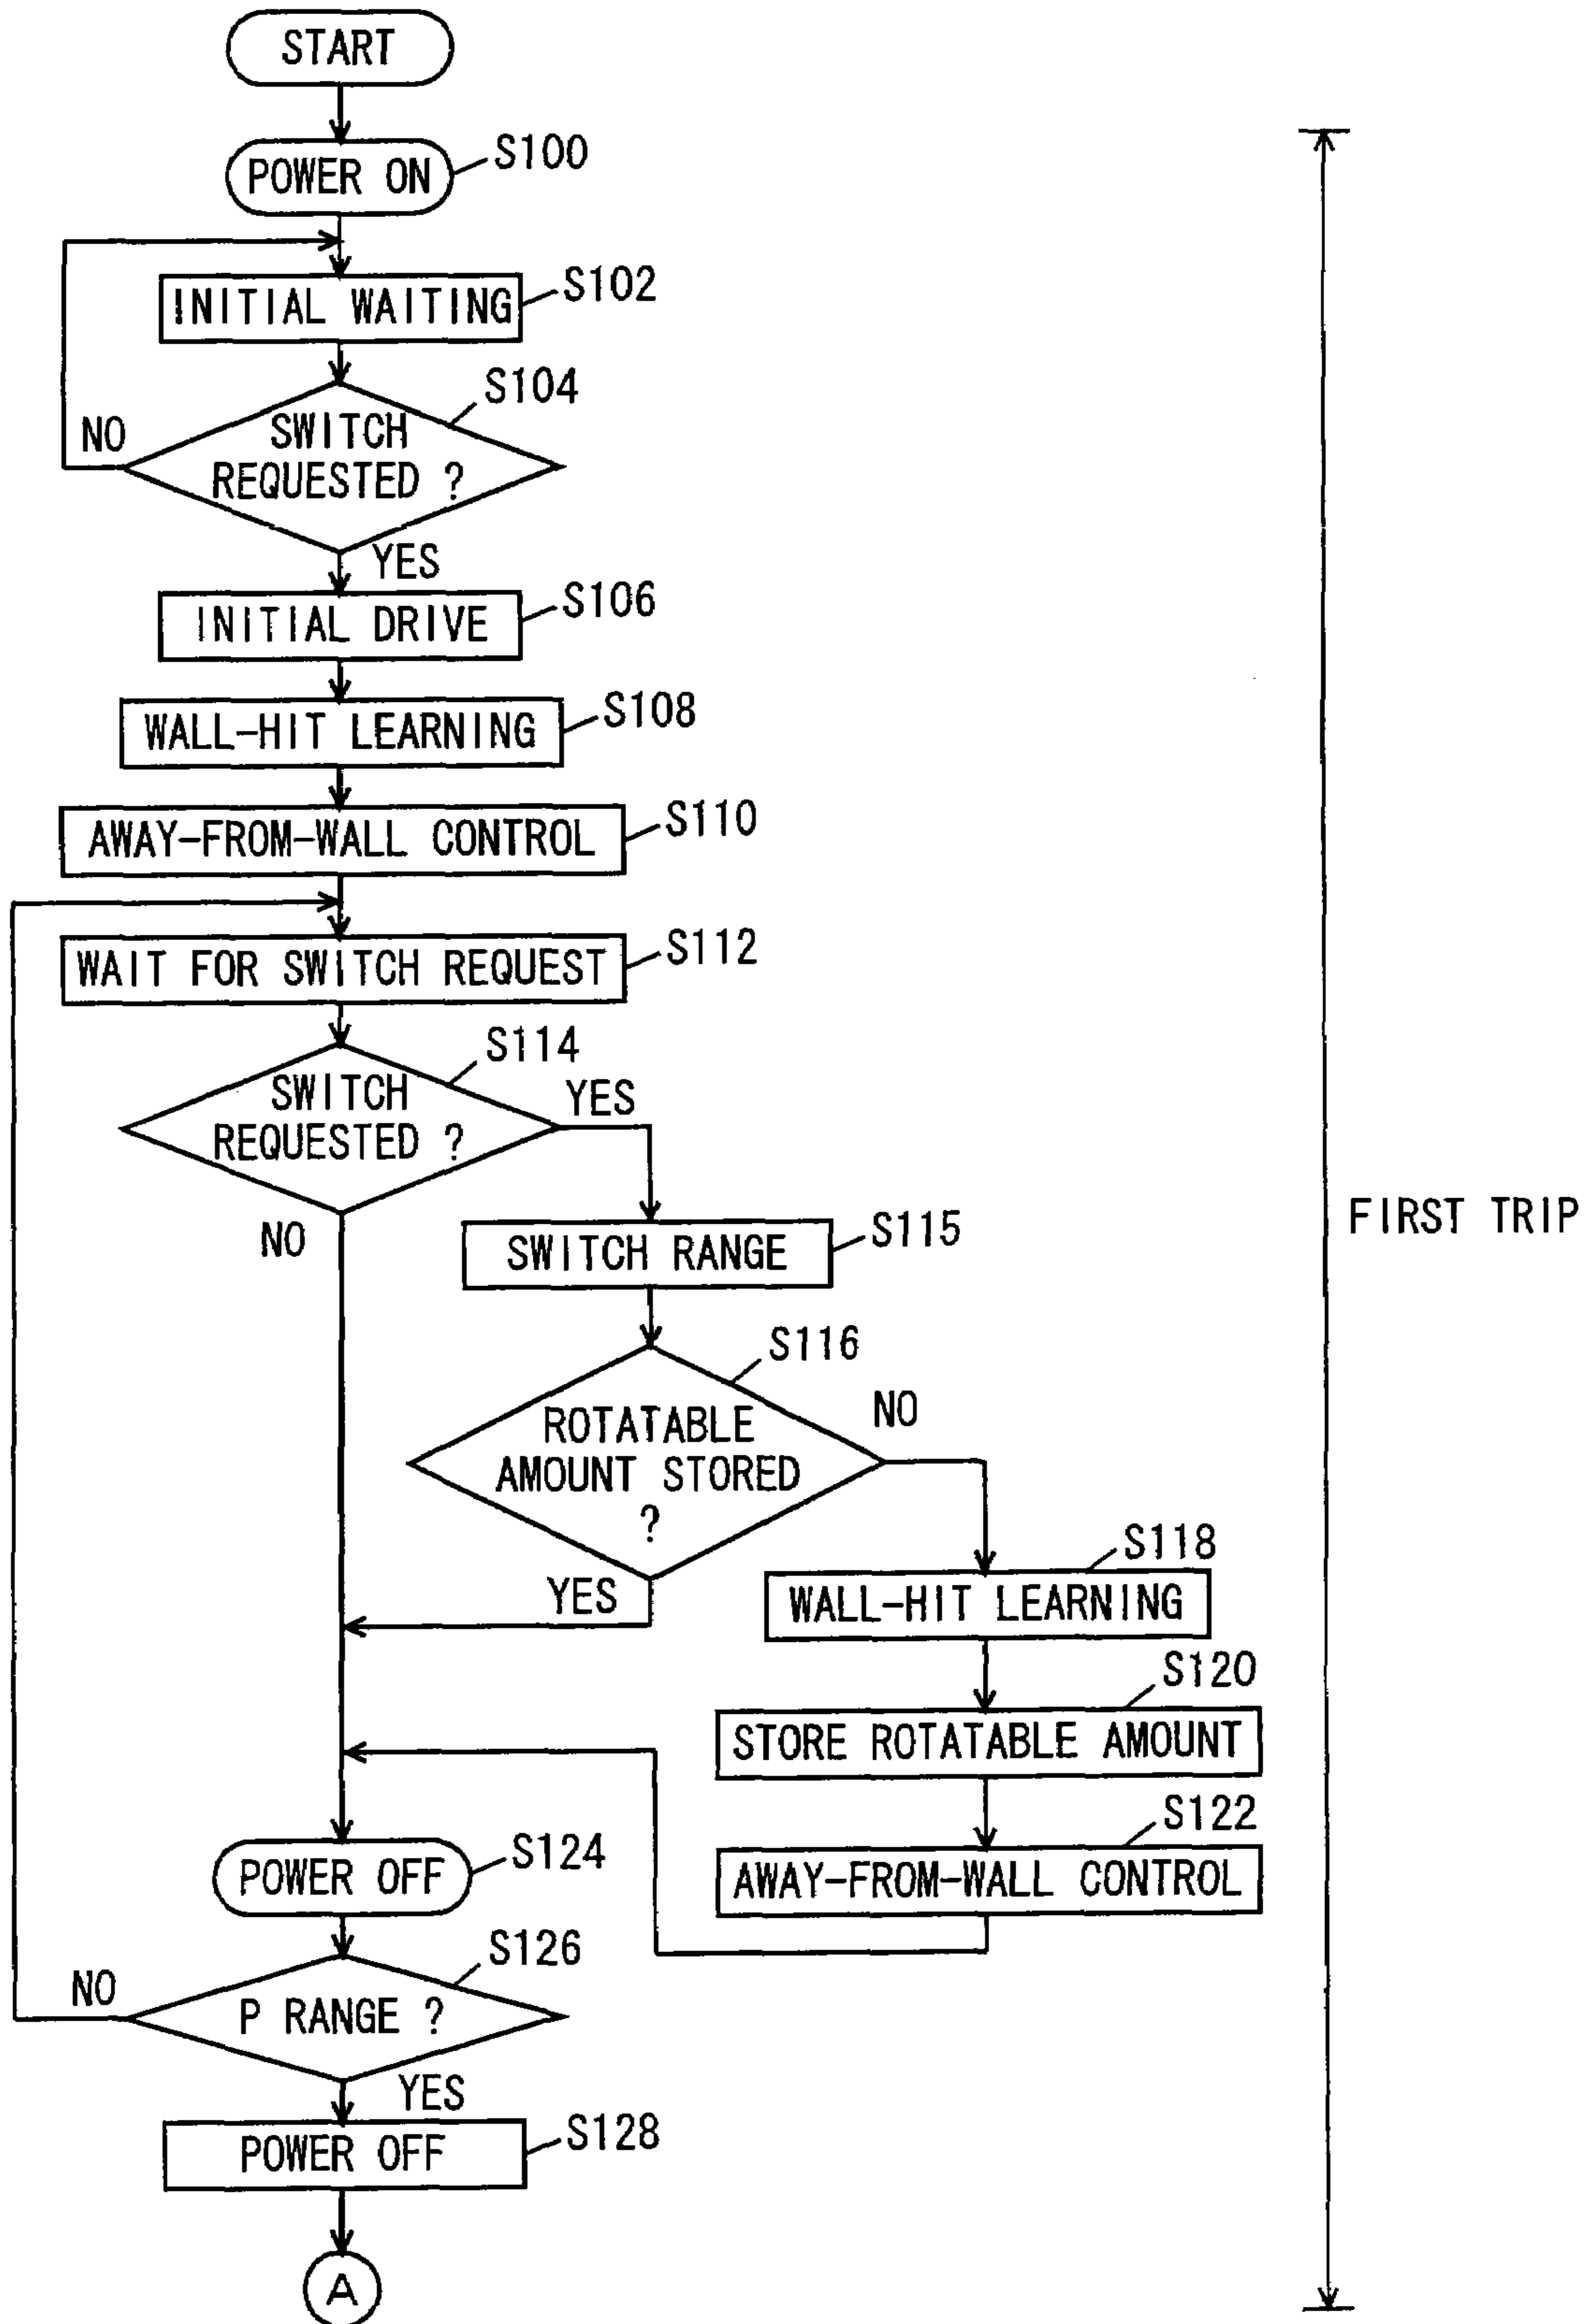 START
POWER ON
S100
INITIAL WAITING
S102
S104
SWITCH
REQUESTED ?
NO
YES
INITIAL DRIVE
S106
WALL-HIT LEARNING
S108
AWAY-FROM-WALL CONTROL
S110
WAIT FOR SWITCH REQUEST
S112
S114
SWITCH
REQUESTED ?
YES
NO
SWITCH RANGE
S115
FIRST TRIP
S116
ROTATABLE
AMOUNT STORED
?
NO
YES
S118
WALL-HIT LEARNING
S120
STORE ROTATABLE AMOUNT
S122
AWAY-FROM-WALL CONTROL
POWER OFF
S124
S126
P RANGE ?
NO
YES
POWER OFF
S128
A